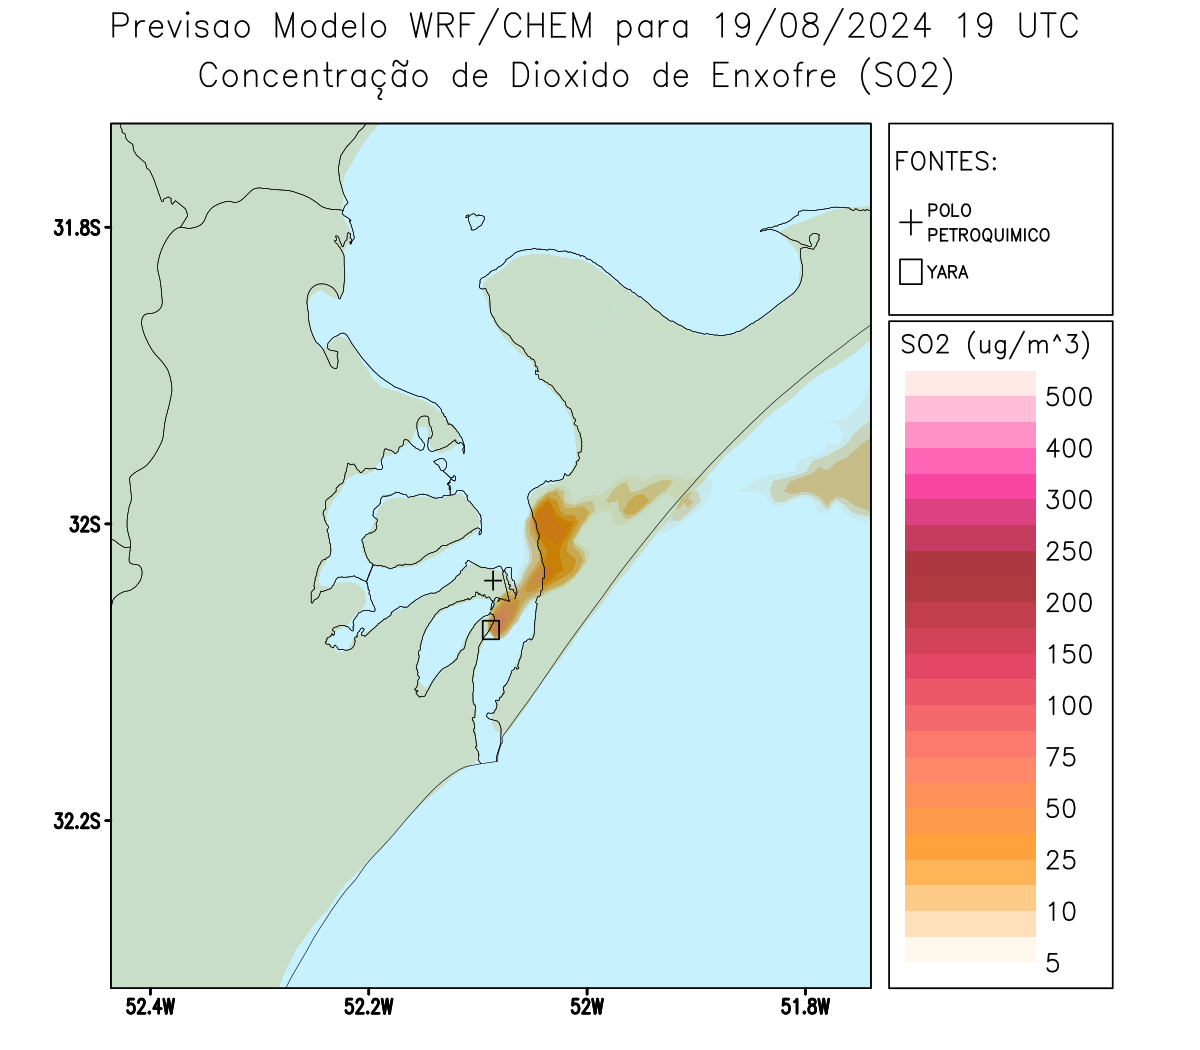 Previsao Modelo WRF/CHEM para 19/08/2024 19 UTC
Concentração de Dioxido de Enxofre (SO2)
FONTES:
POLO
PETROQUIMICO
YARA
SO2 (ug/m^3)
500
400
300
250
200
150
100
75
50
25
10
5
31.8S
32S
32.2S
52.4W
52.2W
52W
51.8W